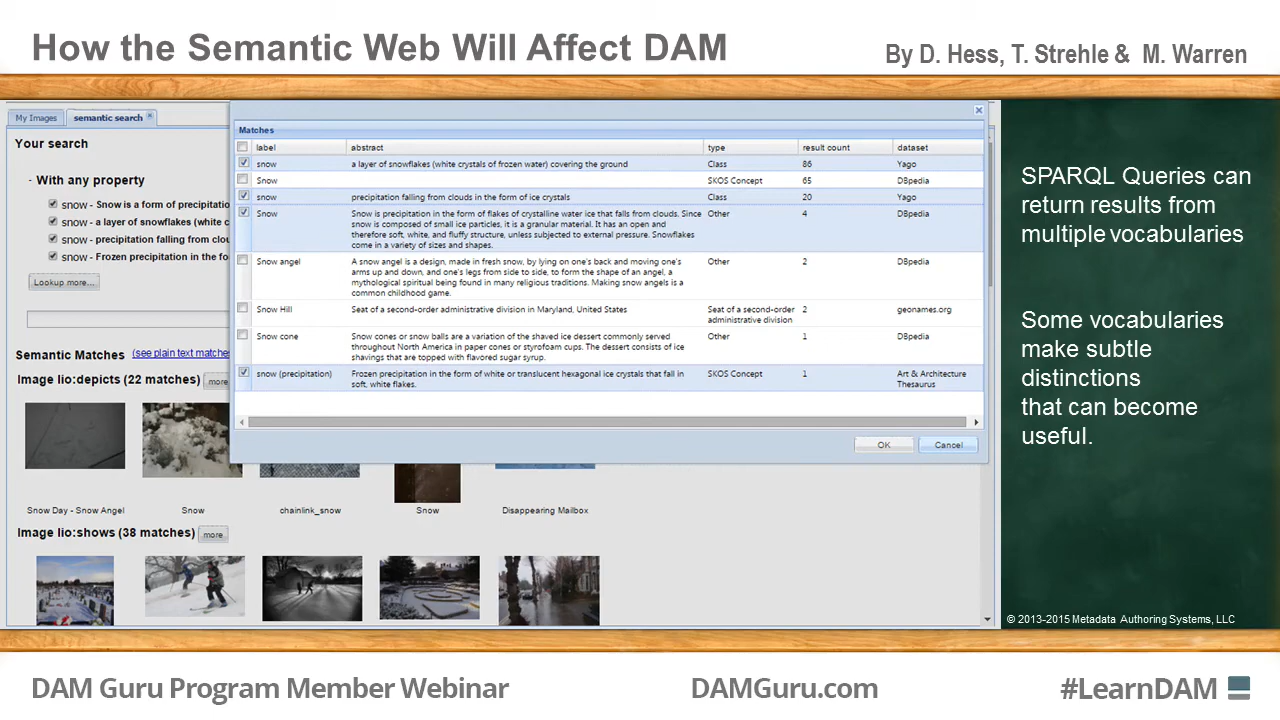 How the Semantic Web Will Affect DAM
By D. Hess, T. Strehle & M. Warren
My Images
semantic search
Your search
- With any property
snow - Snow is a form of precipitatio
snow - a layer of snowflakes (white c
snow - precipitation falling from clou
snow - Frozen precipitation in the fo
Lookup more...
Semantic Matches (see plain text matche
Image lio:depicts (22 matches) more
Snow Day - Snow Angel
Snow
chainlink_snow
Snow
Disappearing Mailbox
Image lio:shows (38 matches) more
Matches
label abstract type result count dataset
snow a layer of snowflakes (white crystals of frozen water) covering the ground Class 86 Yago
Snow SKOS Concept 65 DBpedia
snow precipitation falling from clouds in the form of ice crystals Class 20 Yago
Snow Snow is precipitation in the form of flakes of crystalline water ice that falls from clouds. Since Other 4 DBpedia
snow is composed of small ice particles, it is a granular material. It has an open and
therefore soft, white, and fluffy structure, unless subjected to external pressure. Snowflakes
come in a variety of sizes and shapes.
Snow angel A snow angel is a design, made in fresh snow, by lying on one's back and moving one's Other 2 DBpedia
arms up and down, and one's legs from side to side, to form the shape of an angel, a
mythological spiritual being found in many religious traditions. Making snow angels is a
common childhood game.
Snow Hill Seat of a second-order administrative division in Maryland, United States Seat of a second-order 2 geonames.org
administrative division
Snow cone Snow cones or snow balls are a variation of the shaved ice dessert commonly served Other 1 DBpedia
throughout North America in paper cones or styrofoam cups. The dessert consists of ice
shavings that are topped with flavored sugar syrup.
snow (precipitation) Frozen precipitation in the form of white or translucent hexagonal ice crystals that fall in SKOS Concept 1 Art & Architecture
soft, white flakes. Thesaurus
OK
Cancel
SPARQL Queries can
return results from
multiple vocabularies
Some vocabularies
make subtle
distinctions
that can become
useful.
© 2013-2015 Metadata Authoring Systems, LLC
DAM Guru Program Member Webinar
DAMGuru.com
#LearnDAM